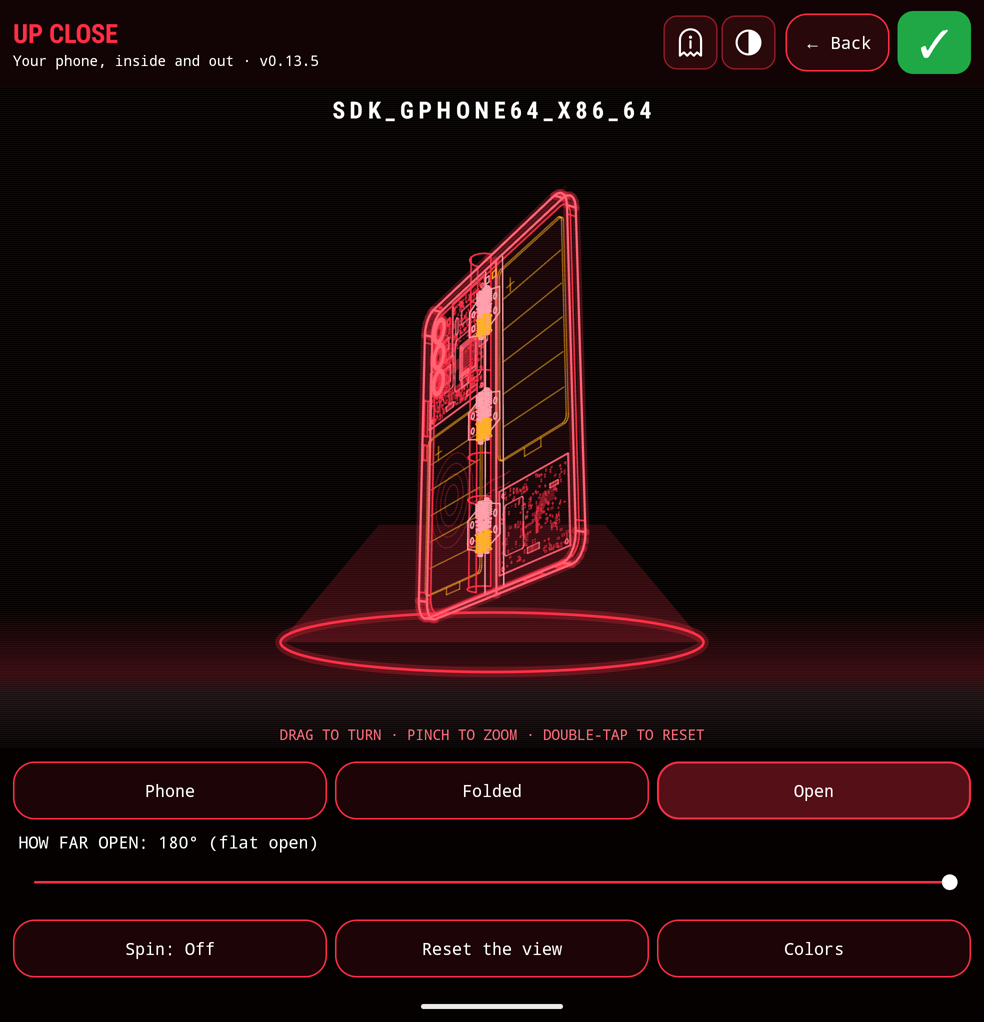 UP CLOSE
Your phone, inside and out · v0.13.5
← Back
SDK_GPHONE64_X86_64
DRAG TO TURN · PINCH TO ZOOM · DOUBLE-TAP TO RESET
Phone
Folded
Open
HOW FAR OPEN: 180° (flat open)
Spin: Off
Reset the view
Colors